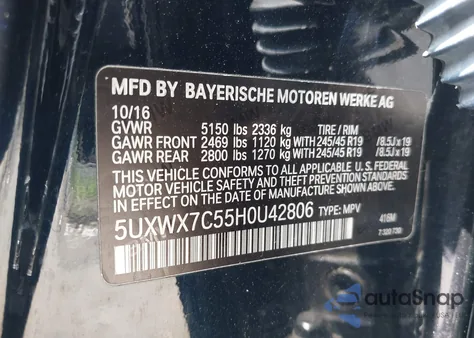 MFD BY BAYERISCHE MOTOREN WERKE AG
10/16
GVWR 5150 lbs 2336 kg TIRE / RIM
GAWR FRONT 2469 lbs 1120 kg WITH 245/45 R19 /8.5J x 19
GAWR REAR 2800 lbs 1270 kg WITH 245/45 R19 /8.5J x 19
THIS VEHICLE CONFORMS TO ALL APPLICABLE U. S. FEDERAL
MOTOR VEHICLE SAFETY STANDARDS IN EFFECT
ON THE DATE OF MANUFACTURE SHOWN ABOVE.
5UXWX7C55H0U42806 TYPE: MPV
416M
autoSnap